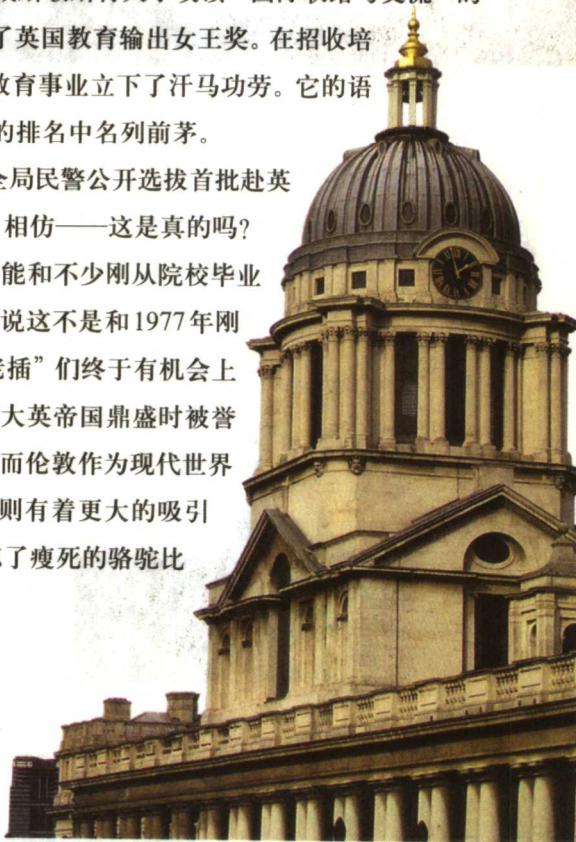 了英国教育输出女王奖。在招收培
教育事业立下了汗马功劳。它的语
的排名中名列前茅。
全局民警公开选拔首批赴英
相仿——这是真的吗?
能和不少刚从院校毕业
说这不是和1977年刚
插”们终于有机会上
大英帝国鼎盛时被誉
而伦敦作为现代世界
则有着更大的吸引
了瘦死的骆驼比